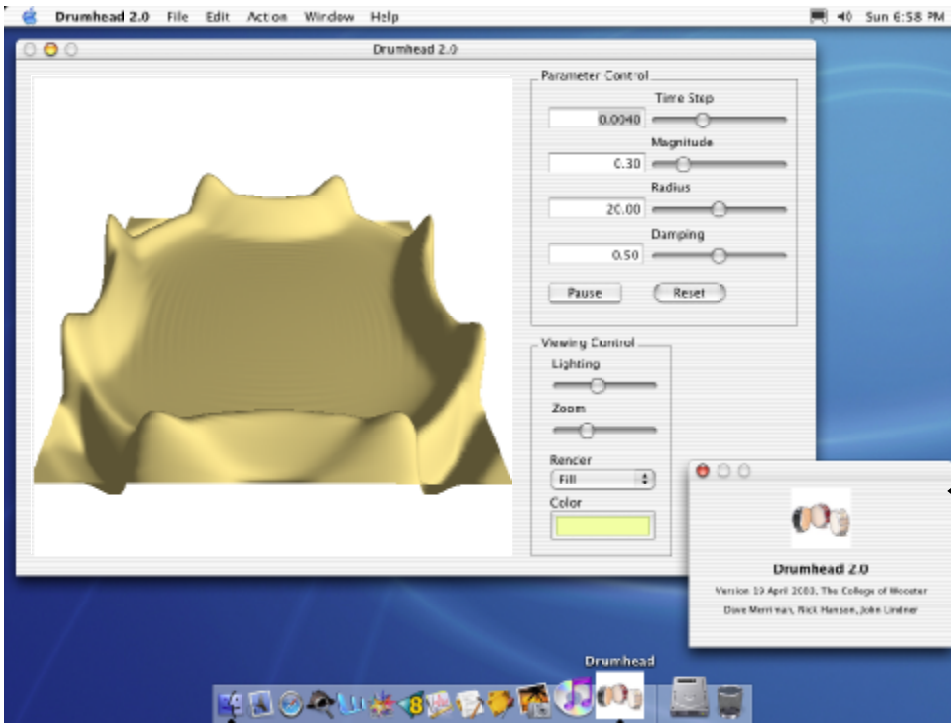 Drumhead 2.0 File Edit Action Window Help Sun 6:58 PM
Drumhead 2.0
Parameter Control
Time Step
0.0040
Magnitude
0.30
Radius
20.00
Damping
0.50
Pause Reset
Viewing Control
Lighting
Zoom
Render
Fill
Color
Drumhead 2.0
Version 19 April 2003, The College of Wooster
Dave Merriman, Nick Hanson, John Lindner
Drumhead
8